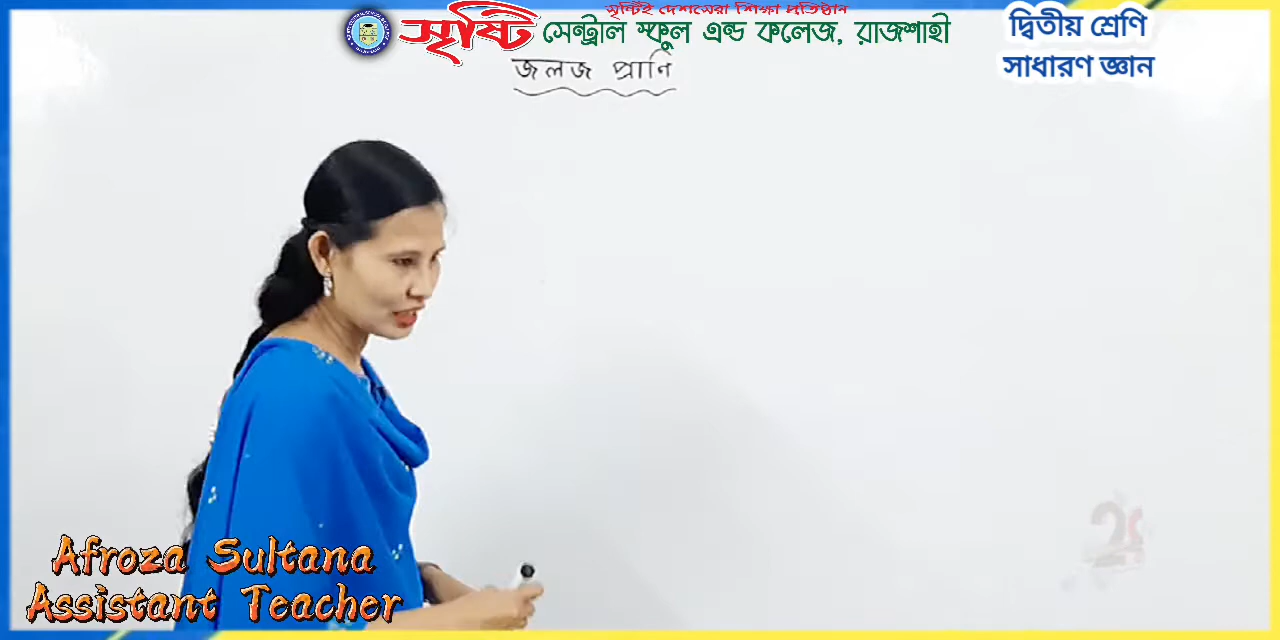 সৃষ্টিই দেশসেরা শিক্ষা প্রতিষ্ঠান
সৃষ্টি সেন্ট্রাল স্কুল এন্ড কলেজ, রাজশাহী
দ্বিতীয় শ্রেণি
সাধারণ জ্ঞান
জলজ প্রাণি
Afroza Sultana
Assistant Teacher